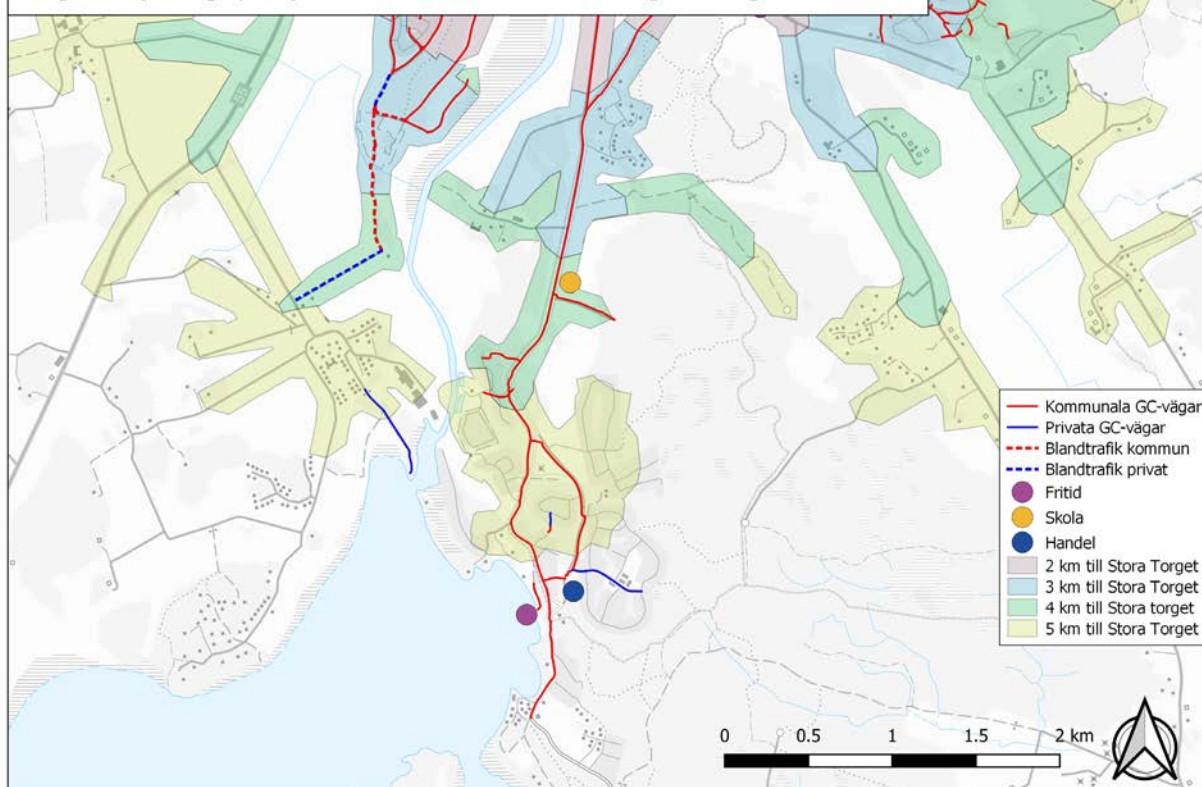 Kommunala GC-vägar
Privata GC-vägar
Blandtrafik kommun
Blandtrafik privat
Fritid
Skola
Handel
2 km till Stora Torget
3 km till Stora Torget
4 km till Stora torget
5 km till Stora Torget
0 0.5 1 1.5 2 km